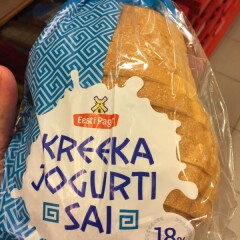 Eesti Pagar
KREEKA
JOGURTI
SAI
18%